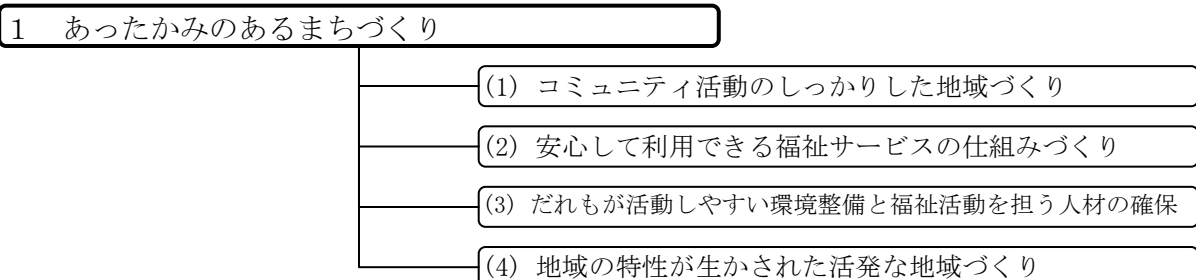 1　あったかみのあるまちづくり
(1) コミュニティ活動のしっかりした地域づくり
(2) 安心して利用できる福祉サービスの仕組みづくり
(3) だれもが活動しやすい環境整備と福祉活動を担う人材の確保
(4) 地域の特性が生かされた活発な地域づくり